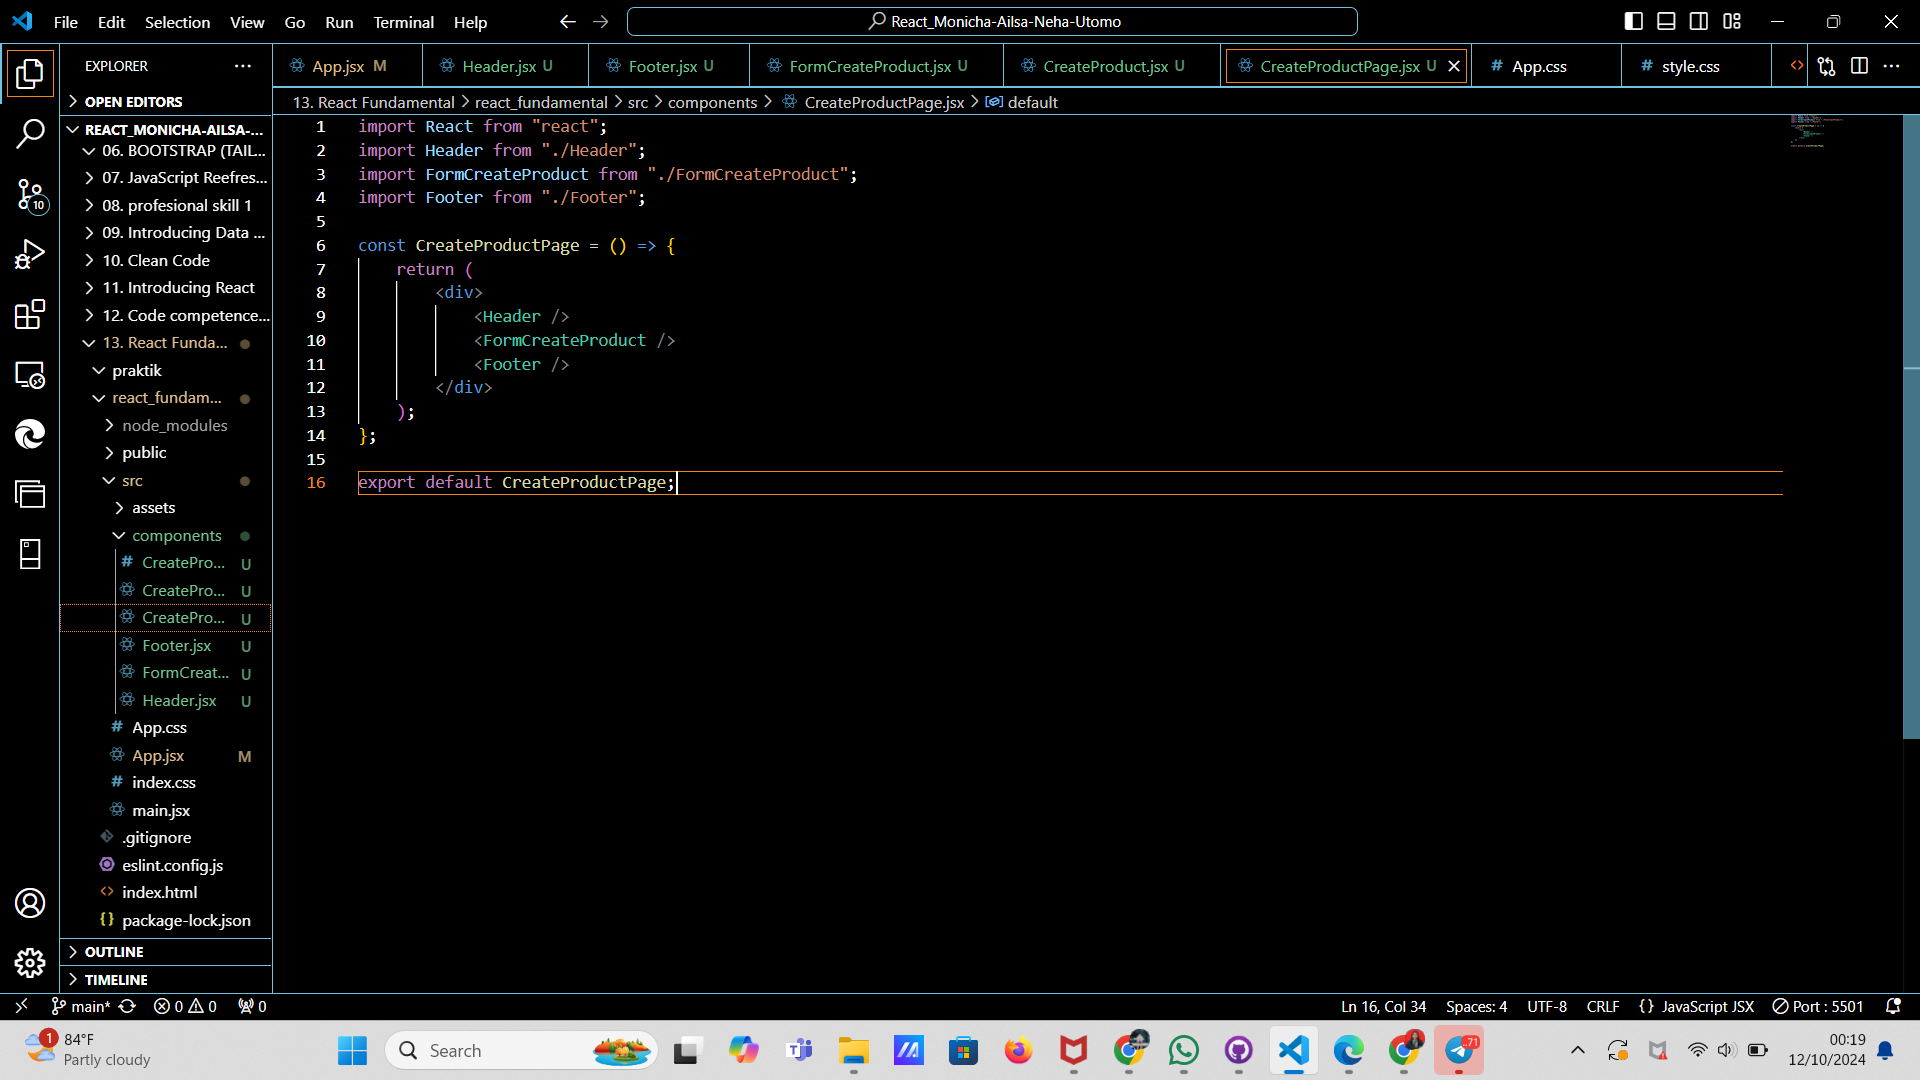 File Edit Selection View Go Run Terminal Help
React_Monicha-Ailsa-Neha-Utomo
EXPLORER
App.jsx M Header.jsx U Footer.jsx U FormCreateProduct.jsx U CreateProduct.jsx U CreateProductPage.jsx U App.css style.css
OPEN EDITORS
13. React Fundamental > react_fundamental > src > components > CreateProductPage.jsx > default
REACT_MONICHA-AILSA-...
06. BOOTSTRAP (TAIL...
07. JavaScript Reefres...
08. profesional skill 1
09. Introducing Data ...
10. Clean Code
11. Introducing React
12. Code competence...
13. React Funda...
praktik
react_fundam...
node_modules
public
src
assets
components
CreatePro... U
CreatePro... U
CreatePro... U
Footer.jsx U
FormCreat... U
Header.jsx U
App.css
App.jsx M
index.css
main.jsx
.gitignore
eslint.config.js
index.html
package-lock.json
OUTLINE
TIMELINE
10
1 import React from "react";
2 import Header from "./Header";
3 import FormCreateProduct from "./FormCreateProduct";
4 import Footer from "./Footer";
5
6 const CreateProductPage = () => {
7 return (
8 <div>
9 <Header />
10 <FormCreateProduct />
11 <Footer />
12 </div>
13 );
14 };
15
16 export default CreateProductPage;
main* 0 0 0
Ln 16, Col 34 Spaces: 4 UTF-8 CRLF {} JavaScript JSX Port : 5501
1
84°F
Partly cloudy
Search
71
00:19
12/10/2024